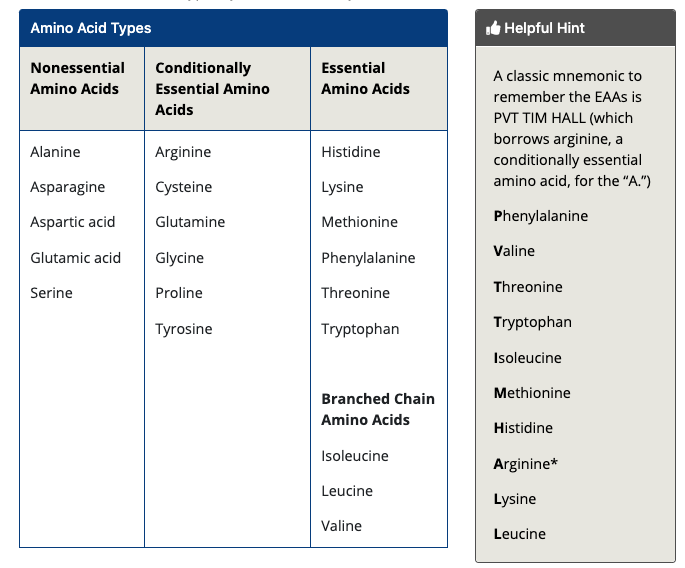 Amino Acid Types
Nonessential
Amino Acids
Conditionally
Essential Amino
Acids
Essential
Amino Acids
Alanine
Asparagine
Aspartic acid
Glutamic acid
Serine
Arginine
Cysteine
Glutamine
Glycine
Proline
Tyrosine
Histidine
Lysine
Methionine
Phenylalanine
Threonine
Tryptophan
Branched Chain
Amino Acids
Isoleucine
Leucine
Valine
Helpful Hint
A classic mnemonic to
remember the EAAs is
PVT TIM HALL (which
borrows arginine, a
conditionally essential
amino acid, for the “A.”)
Phenylalanine
Valine
Threonine
Tryptophan
Isoleucine
Methionine
Histidine
Arginine*
Lysine
Leucine